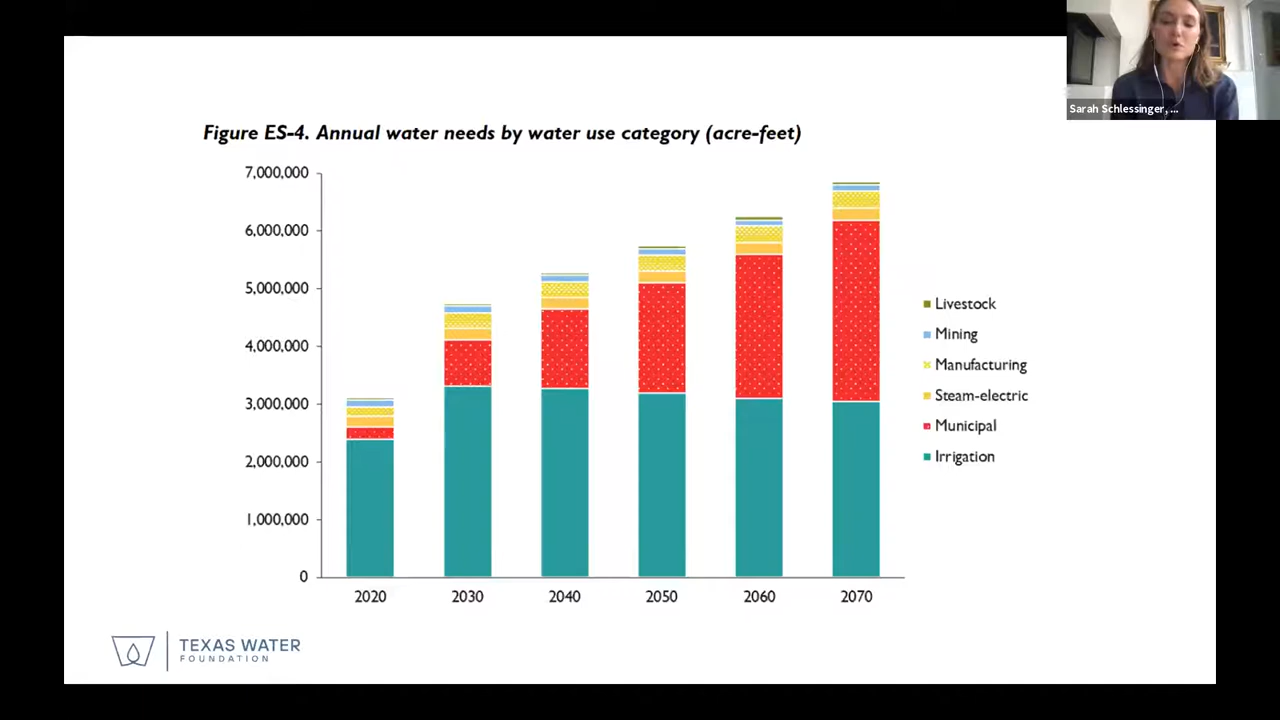 Sarah Schlessinger, ...
Figure ES-4. Annual water needs by water use category (acre-feet)
7,000,000
6,000,000
5,000,000
4,000,000
3,000,000
2,000,000
1,000,000
0
2020 2030 2040 2050 2060 2070
Livestock
Mining
Manufacturing
Steam-electric
Municipal
Irrigation
TEXAS WATER
FOUNDATION